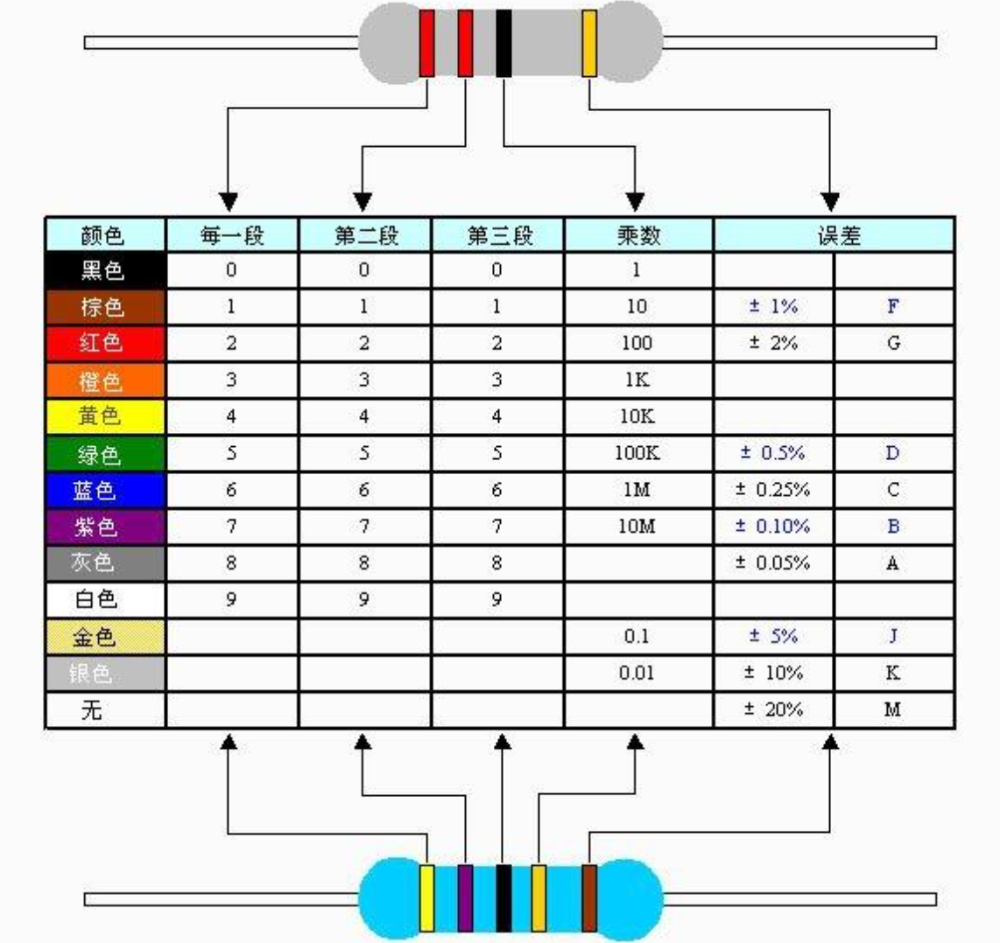 颜色 每一段 第二段 第三段 乘数 误差
黑色 0 0 0 1
棕色 1 1 1 10 ± 1% F
红色 2 2 2 100 ± 2% G
橙色 3 3 3 1K
黄色 4 4 4 10K
绿色 5 5 5 100K ± 0.5% D
蓝色 6 6 6 1M ± 0.25% C
紫色 7 7 7 10M ± 0.10% B
灰色 8 8 8 ± 0.05% A
白色 9 9 9
金色 0.1 ± 5% J
银色 0.01 ± 10% K
无 ± 20% M